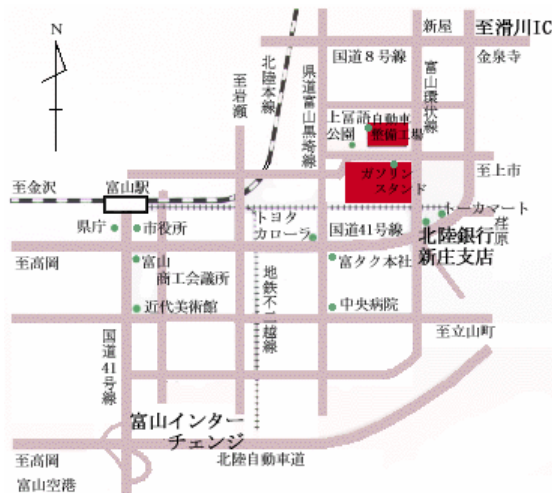 N
新屋
至滑川IC
国道8号線
金泉寺
北陸本線
至岩瀬
県道富山黒埼線
富山環状線
上冨語
公園
自動車
整備工場
ガソリン
スタンド
至上市
至金沢
富山駅
トーカマート
県庁
市役所
トヨタ
カローラ
国道41号線
荏原
北陸銀行
新庄支店
至高岡
富山
商工会議所
富タク本社
地鉄不二越線
近代美術館
中央病院
至立山町
国道41号線
富山インター
チェンジ
至高岡
北陸自動車道
富山空港